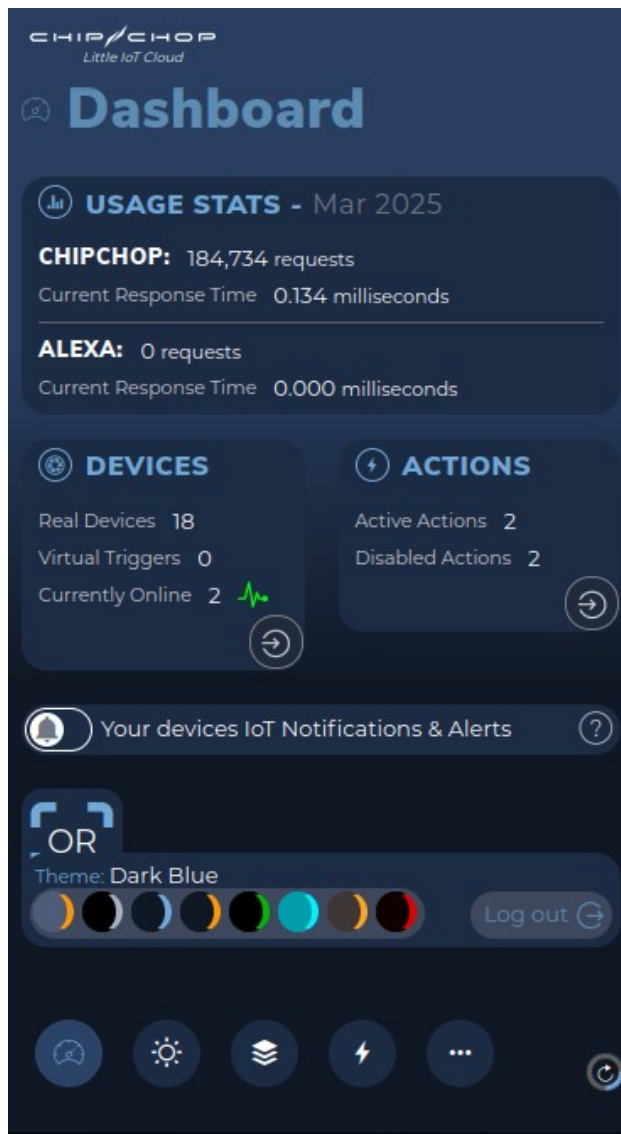 CHIP/CHOP
Little IoT Cloud
Dashboard
USAGE STATS - Mar 2025
CHIPCHOP: 184,734 requests
Current Response Time 0.134 milliseconds
ALEXA: 0 requests
Current Response Time 0.000 milliseconds
DEVICES
Real Devices 18
Virtual Triggers 0
Currently Online 2
ACTIONS
Active Actions 2
Disabled Actions 2
Your devices IoT Notifications & Alerts ?
OR
Theme: Dark Blue
Log out